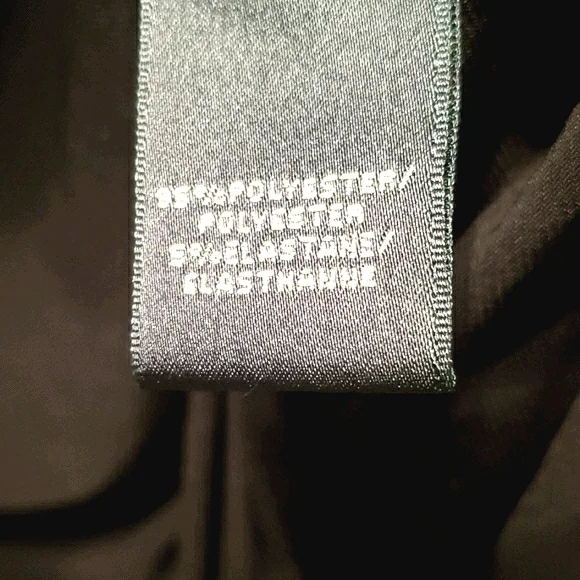 95%POLYESTER/
POLYESTER
5%ELASTANE/
ELASTHANNE